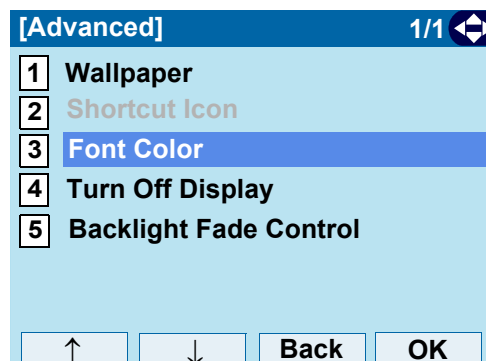 [Advanced] 1/1
1 Wallpaper
2 Shortcut Icon
3 Font Color
4 Turn Off Display
5 Backlight Fade Control
↑ ↓ Back OK